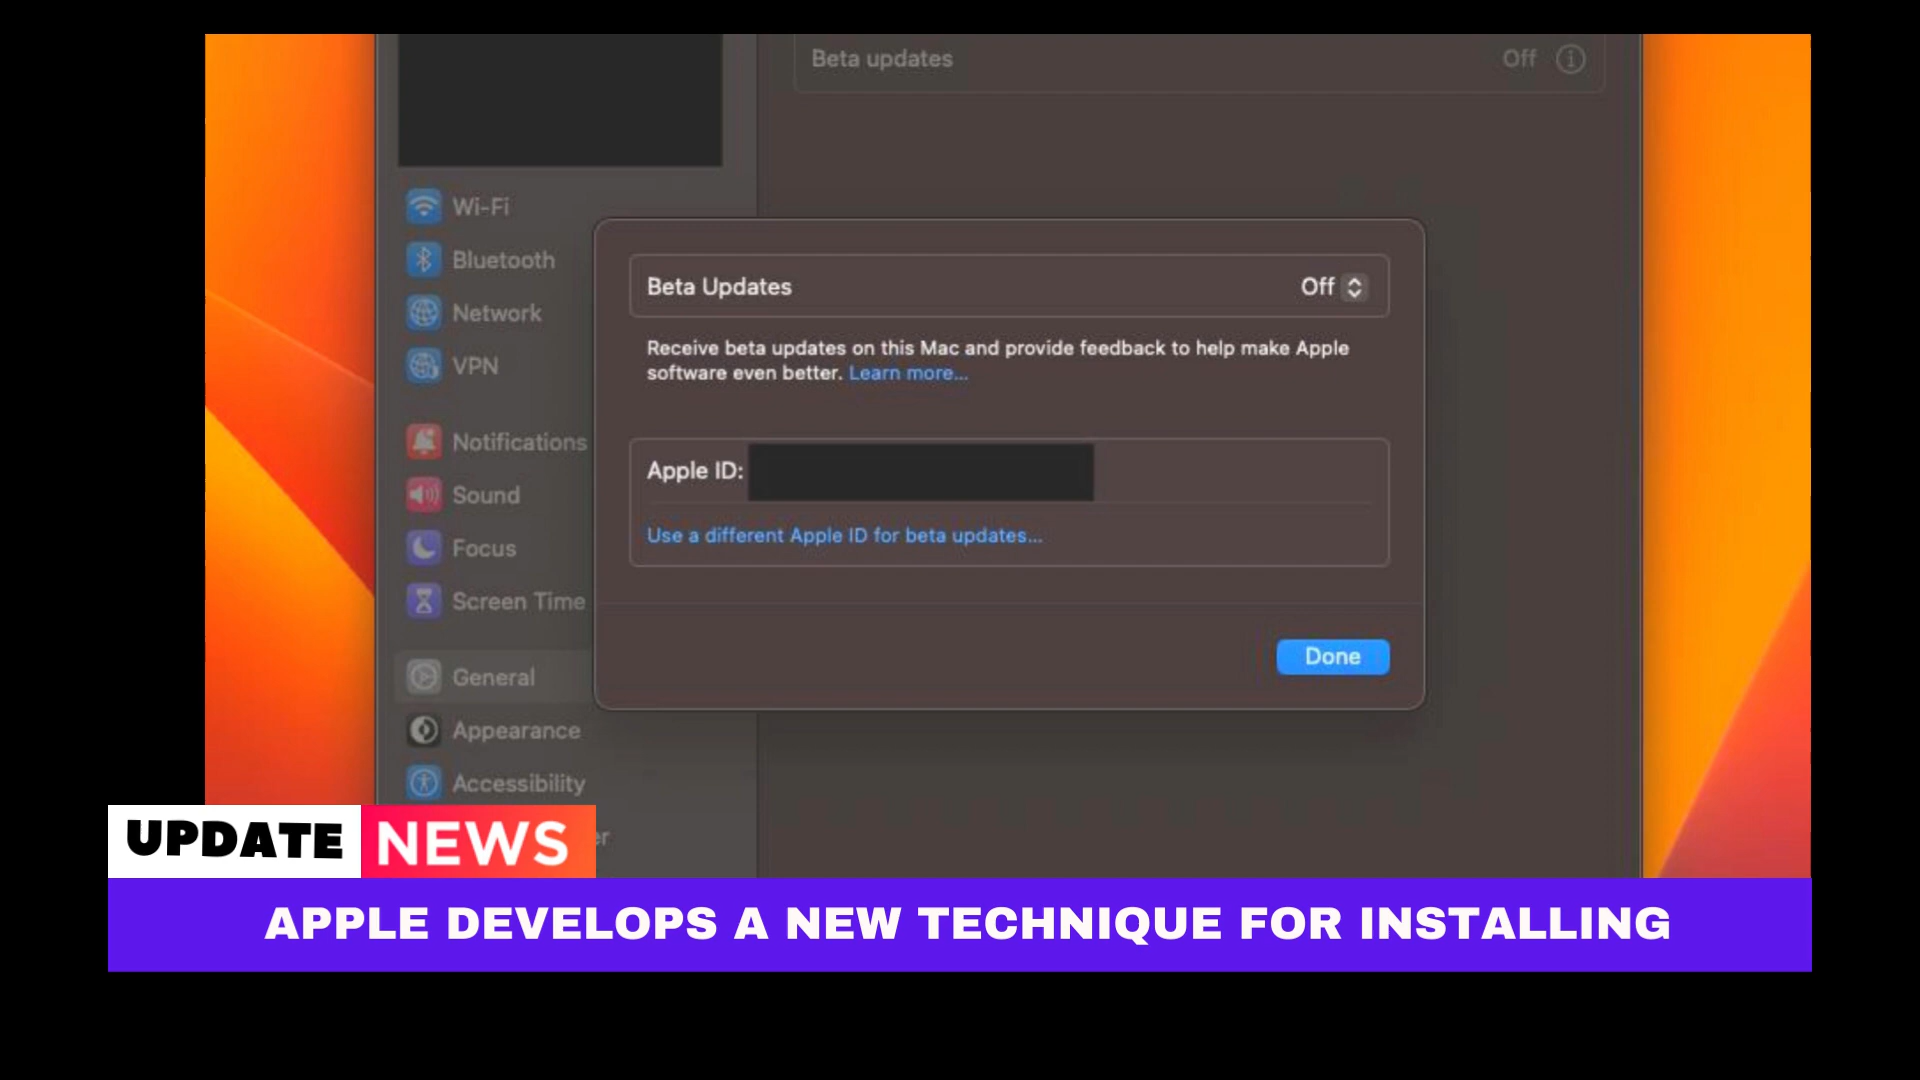 Beta updates
Off
Wi-Fi
Bluetooth
Network
VPN
Notifications
Sound
Focus
Screen Time
General
Appearance
Accessibility
Beta Updates
Off
Receive beta updates on this Mac and provide feedback to help make Apple
software even better. Learn more...
Apple ID:
Use a different Apple ID for beta updates...
Done
UPDATE NEWS
APPLE DEVELOPS A NEW TECHNIQUE FOR INSTALLING